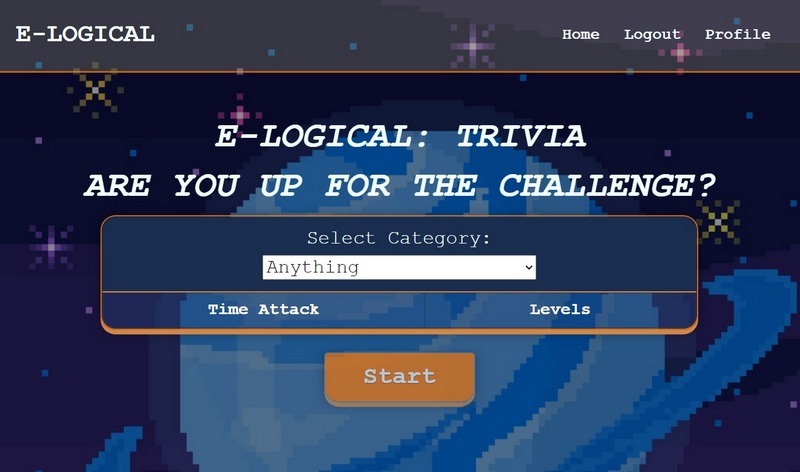 E-LOGICAL
Home Logout Profile
E-LOGICAL: TRIVIA
ARE YOU UP FOR THE CHALLENGE?
Select Category:
Anything
Time Attack Levels
Start